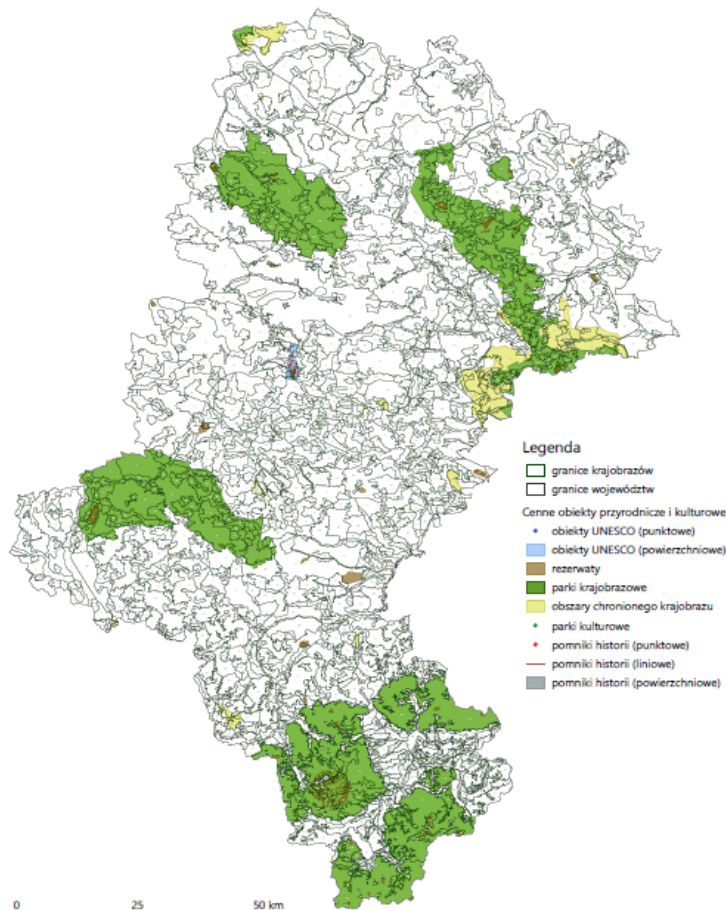 Legenda
granice krajobrazów
granice województw
Cenne obiekty przyrodnicze i kulturowe
obiekty UNESCO (punktowe)
obiekty UNESCO (powierzchniowe)
rezerwaty
parki krajobrazowe
obszary chronionego krajobrazu
parki kulturowe
pomniki historii (punktowe)
pomniki historii (liniowe)
pomniki historii (powierzchniowe)
0 25 50 km